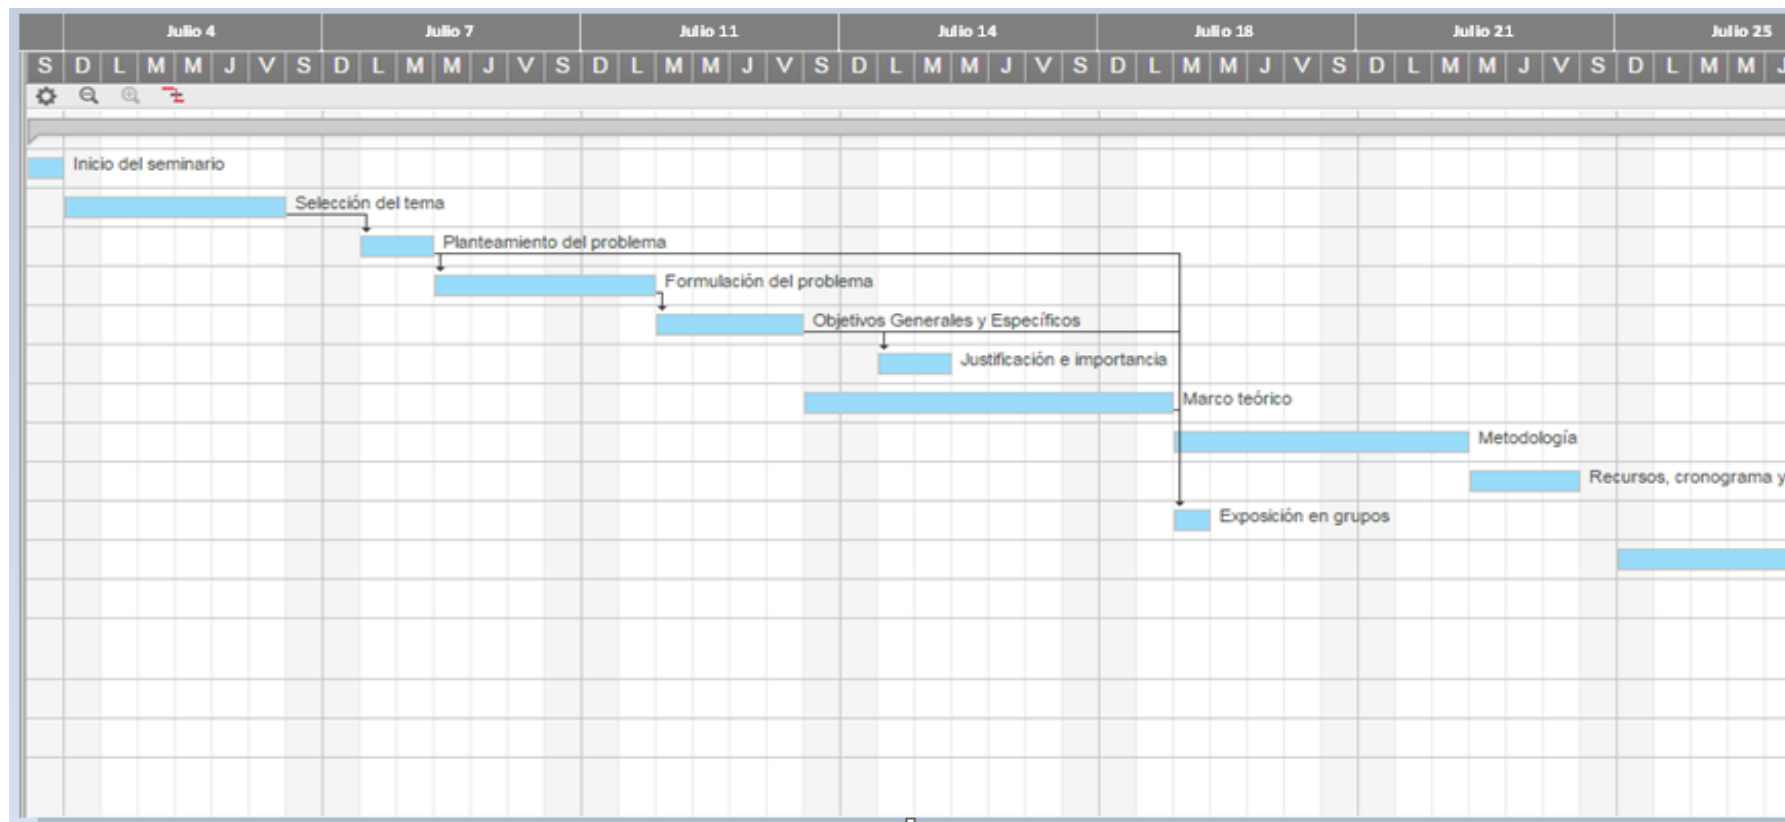 Julio 4 Julio 7 Julio 11 Julio 14 Julio 18 Julio 21 Julio 25
S D L M M J V S D L M M J V S D L M M J V S D L M M J V S D L M M J V S D L M M J V S D L M M J
Inicio del seminario
Selección del tema
Planteamiento del problema
Formulación del problema
Objetivos Generales y Específicos
Justificación e importancia
Marco teórico
Metodología
Recursos, cronograma y
Exposición en grupos